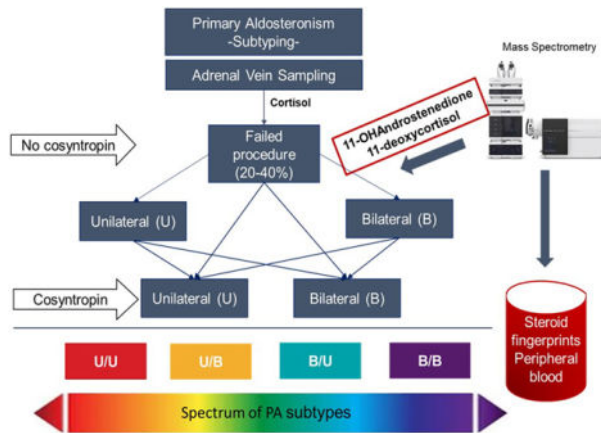 Primary Aldosteronism
-Subtyping-
Mass Spectrometry
Adrenal Vein Sampling
Cortisol
11-OHAndrostenedione
11-deoxycortisol
No cosyntropin
Failed
procedure
(20-40%)
Unilateral (U)
Bilateral (B)
Cosyntropin
Unilateral (U)
Bilateral (B)
Steroid
fingerprints
Peripheral
blood
U/U
U/B
B/U
B/B
Spectrum of PA subtypes